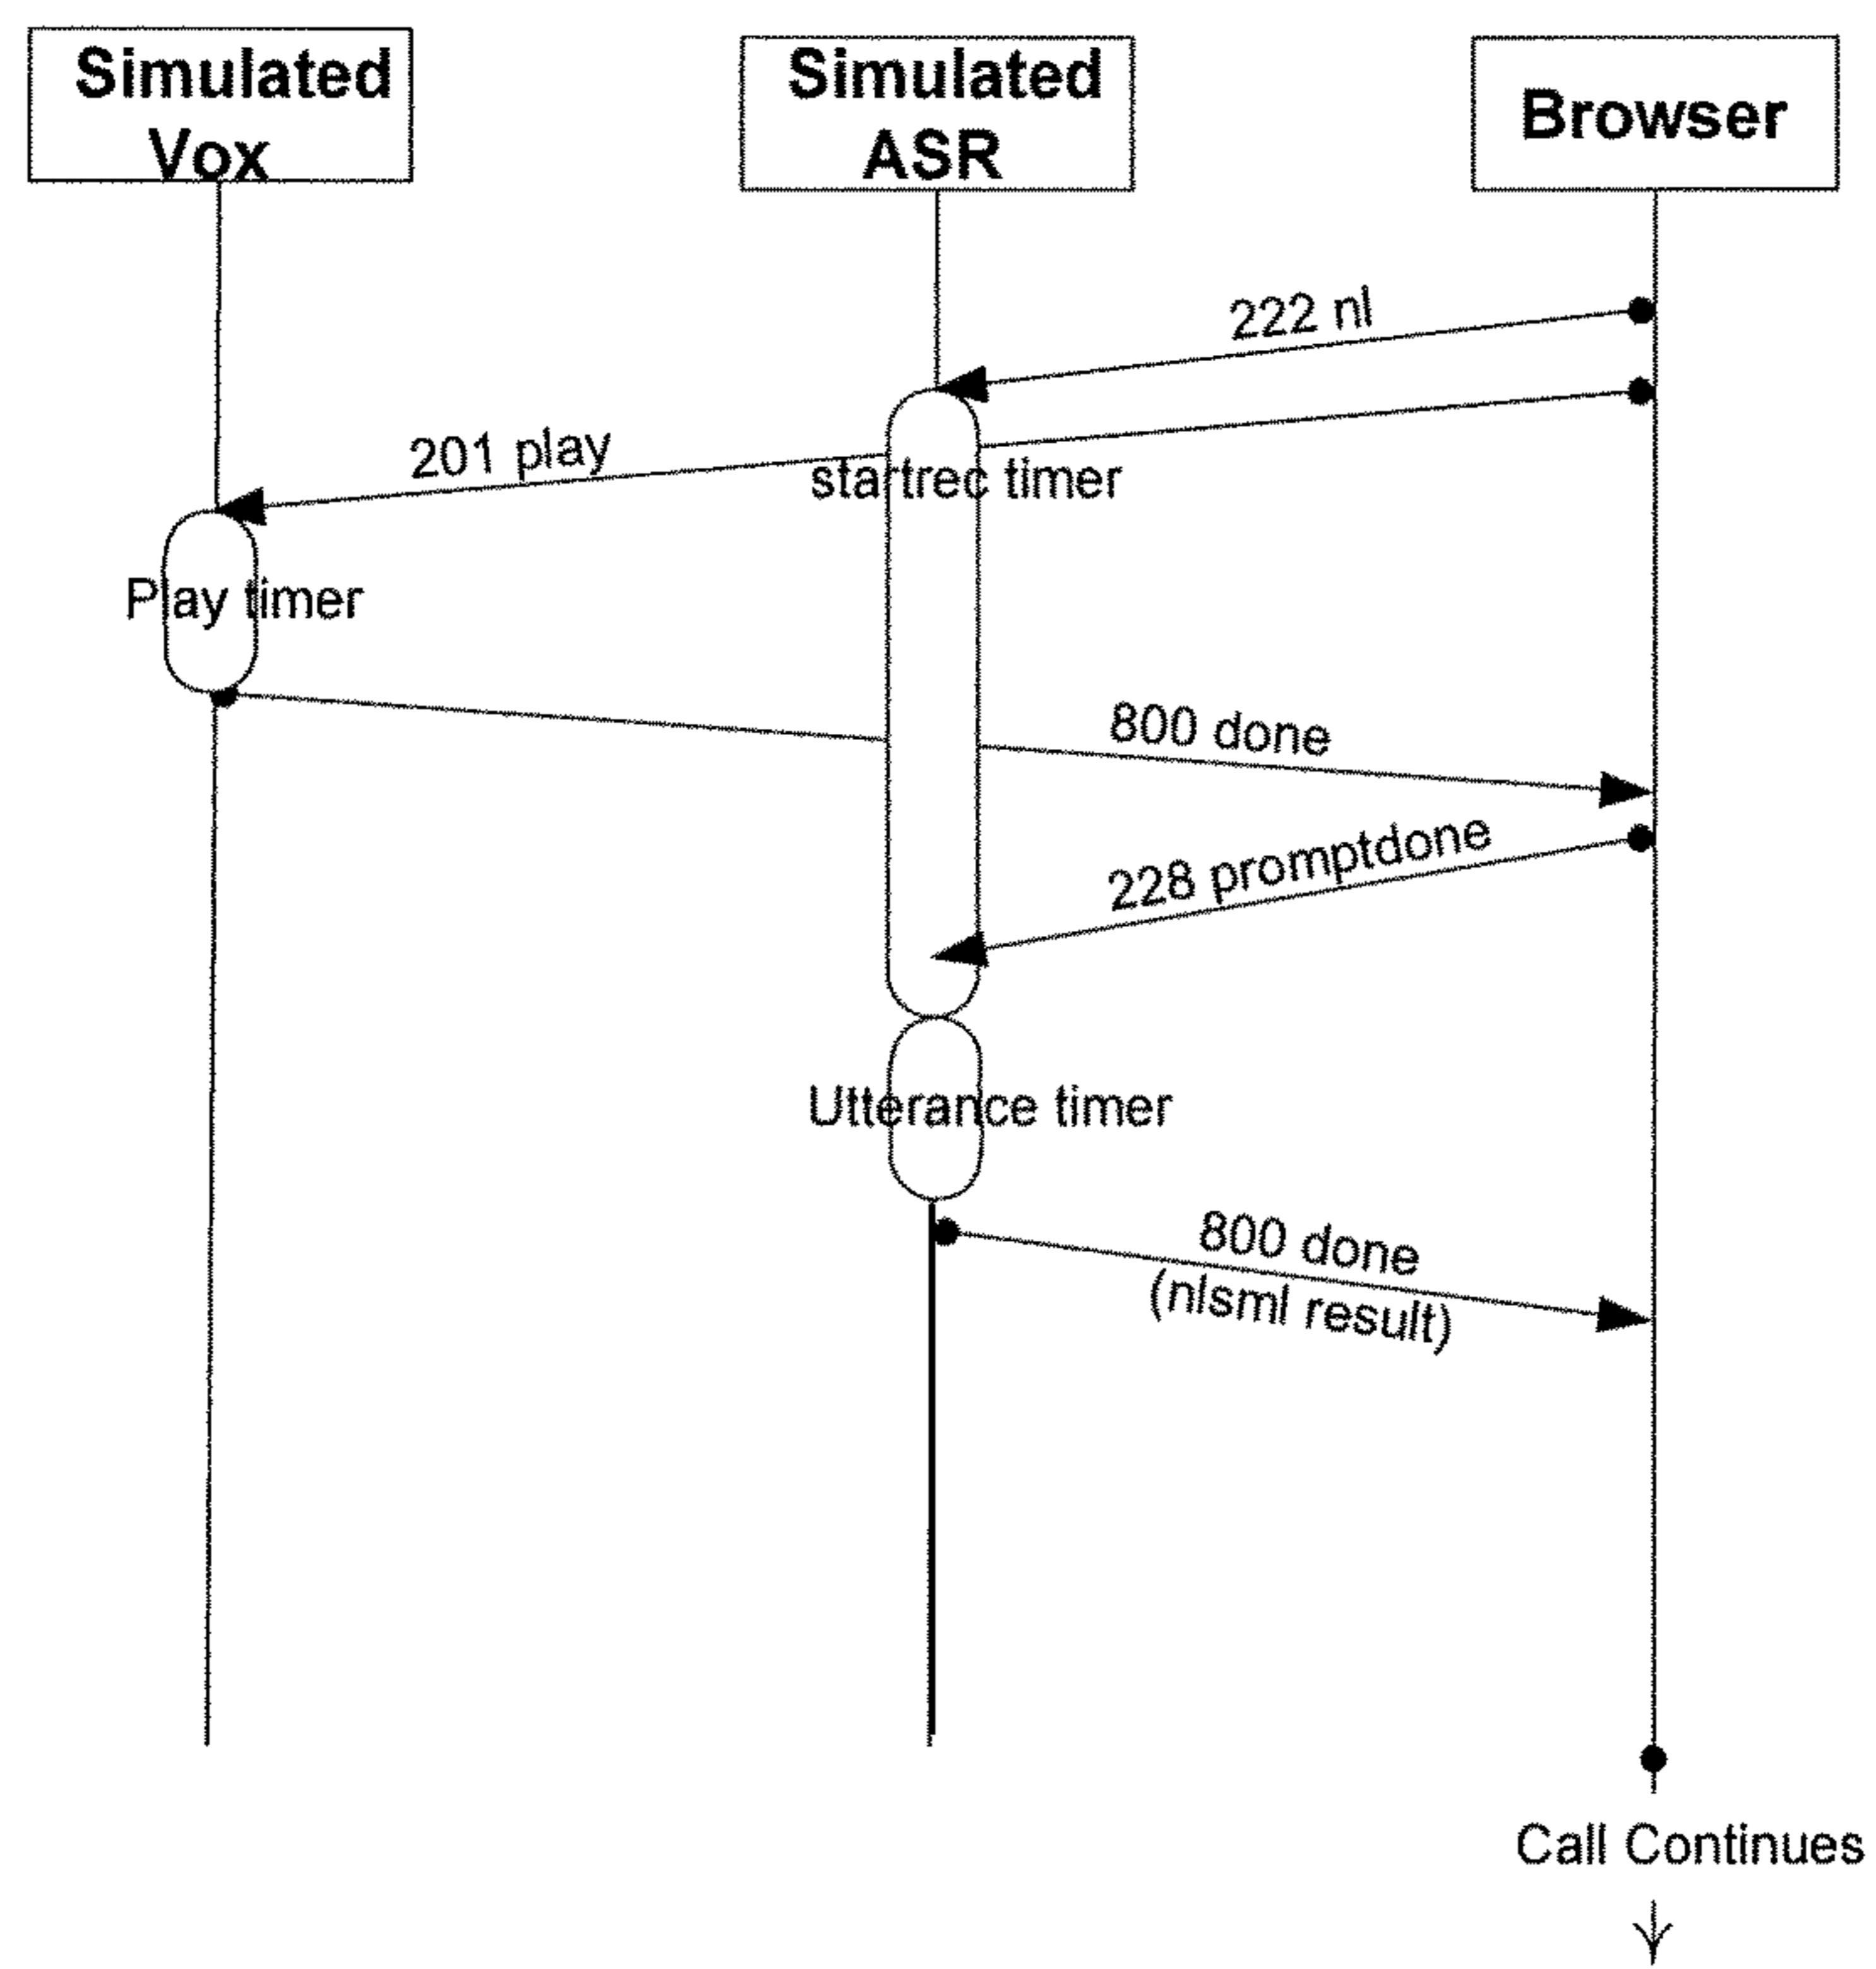 Simulated
Vox
Simulated
ASR
Browser
222 nl
201 play
startrec timer
Play timer
800 done
228 promptdone
Utterance timer
800 done
(nlsml result)
Call Continues